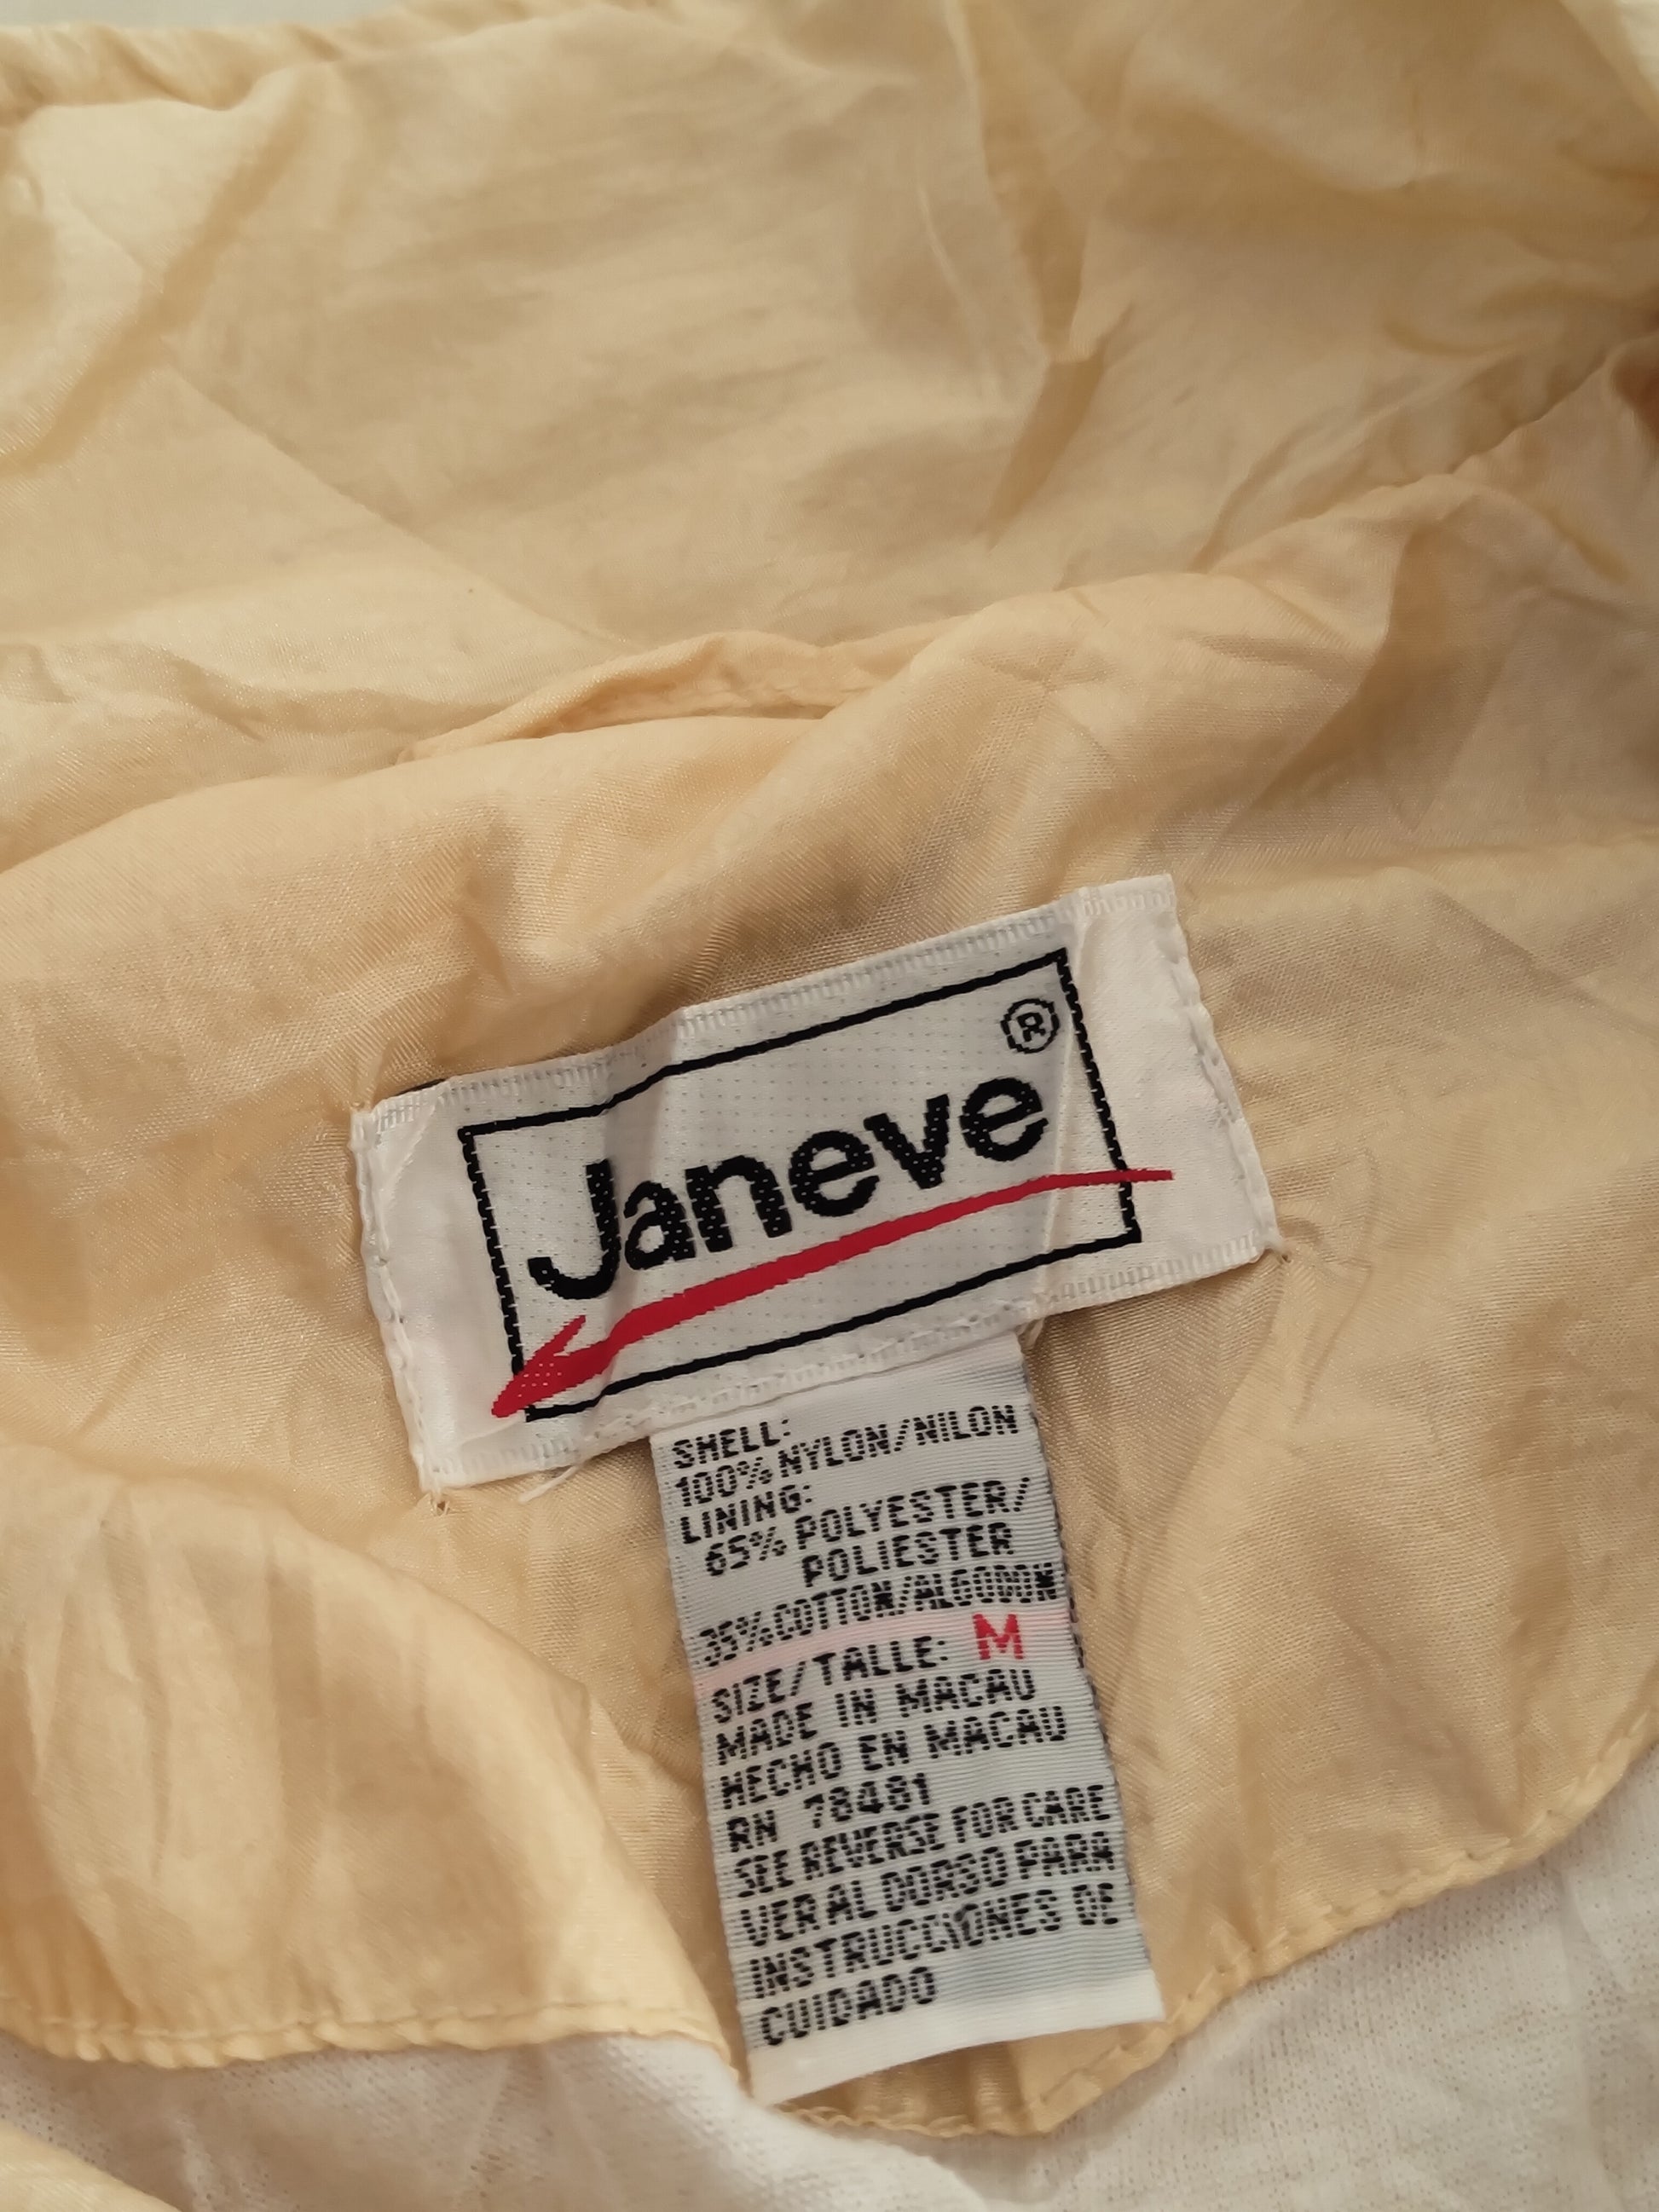 Janeve®
SHELL:
100% NYLON/NILON
LINING:
65% POLYESTER/
POLIESTER
35% COTTON/ALGODON
SIZE/TALLE: M
MADE IN MACAU
HECHO EN MACAU
RN 78481
SEE REVERSE FOR CARE
VER AL DORSO PARA
INSTRUCCIONES DE
CUIDADO